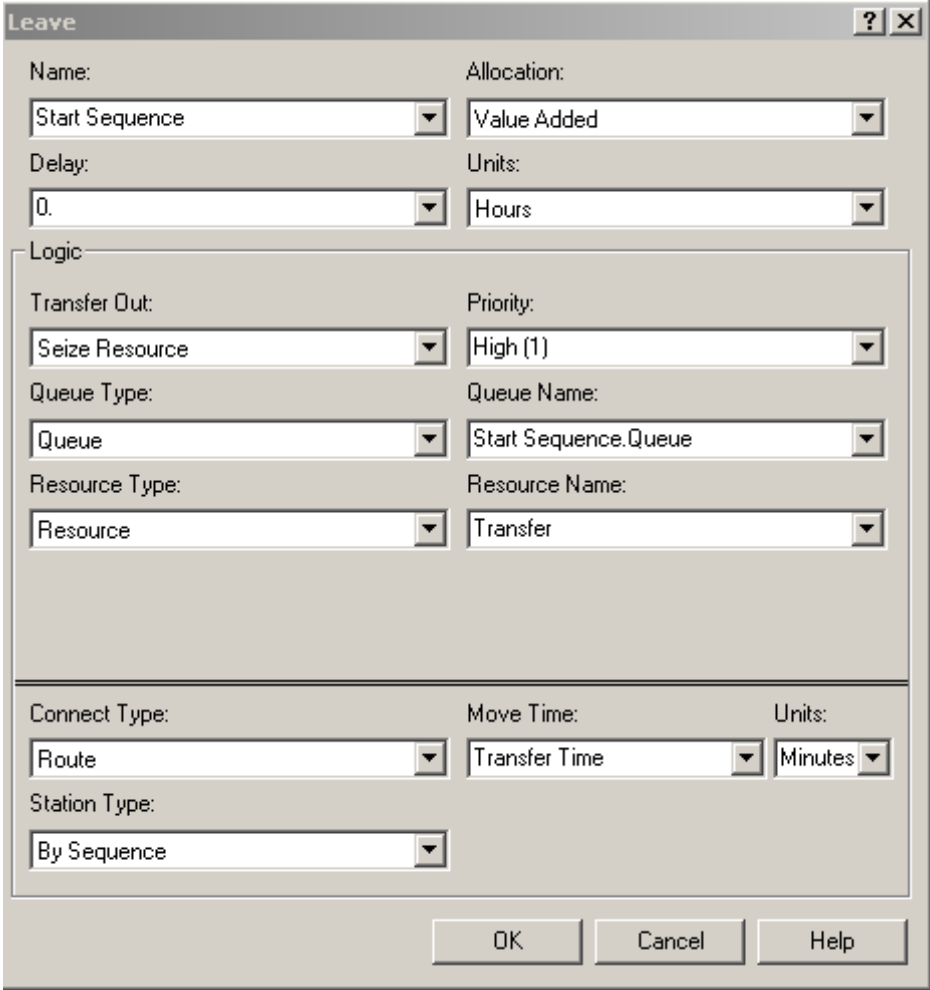 Leave
Name: Allocation:
Start Sequence Value Added
Delay: Units:
0. Hours
Logic
Transfer Out: Priority:
Seize Resource High (1)
Queue Type: Queue Name:
Queue Start Sequence.Queue
Resource Type: Resource Name:
Resource Transfer
Connect Type: Move Time: Units:
Route Transfer Time Minutes
Station Type:
By Sequence
OK Cancel Help